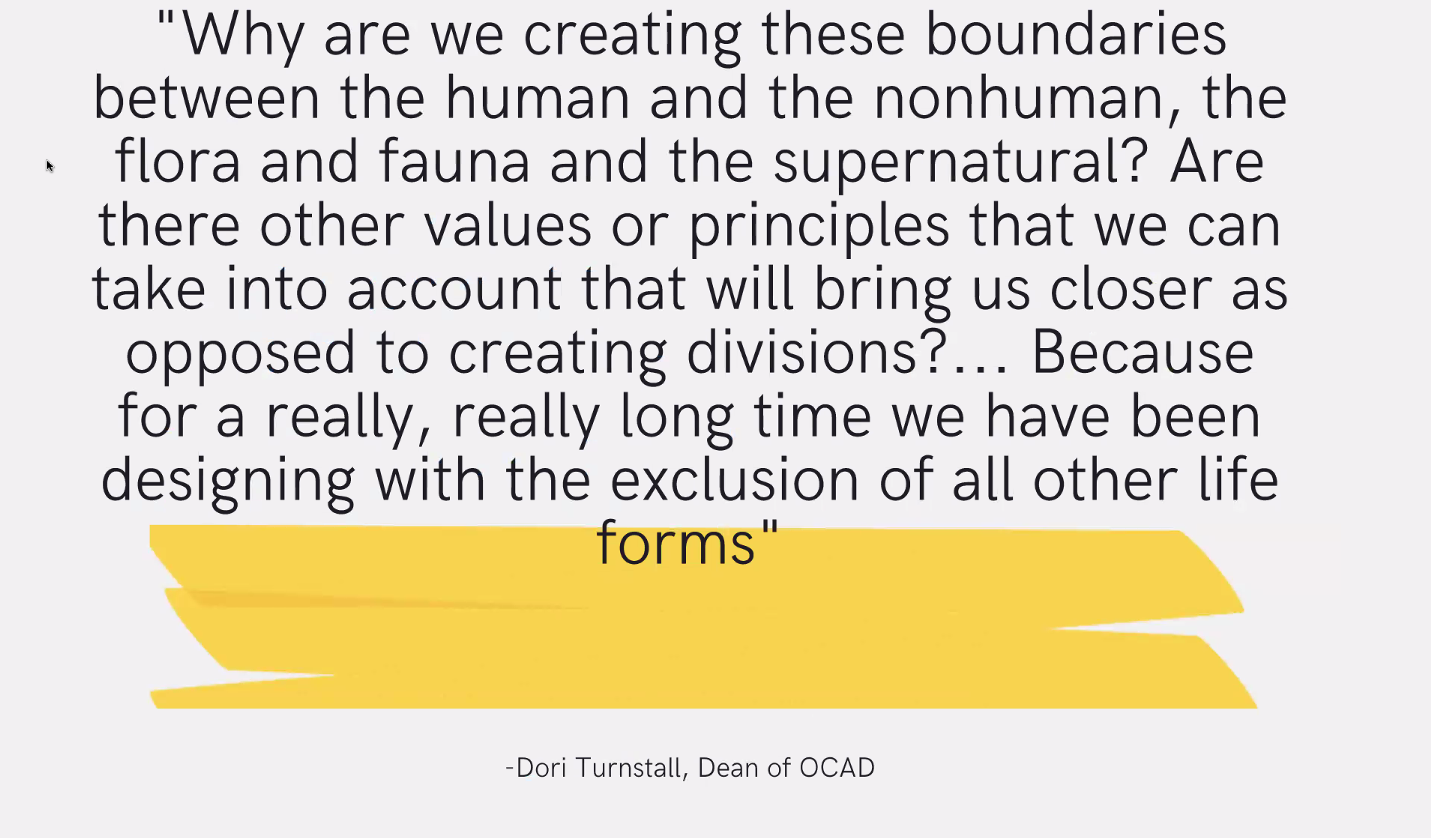 "Why are we creating these boundaries
between the human and the nonhuman, the
flora and fauna and the supernatural? Are
there other values or principles that we can
take into account that will bring us closer as
opposed to creating divisions?... Because
for a really, really long time we have been
designing with the exclusion of all other life
forms"
-Dori Turnstall, Dean of OCAD